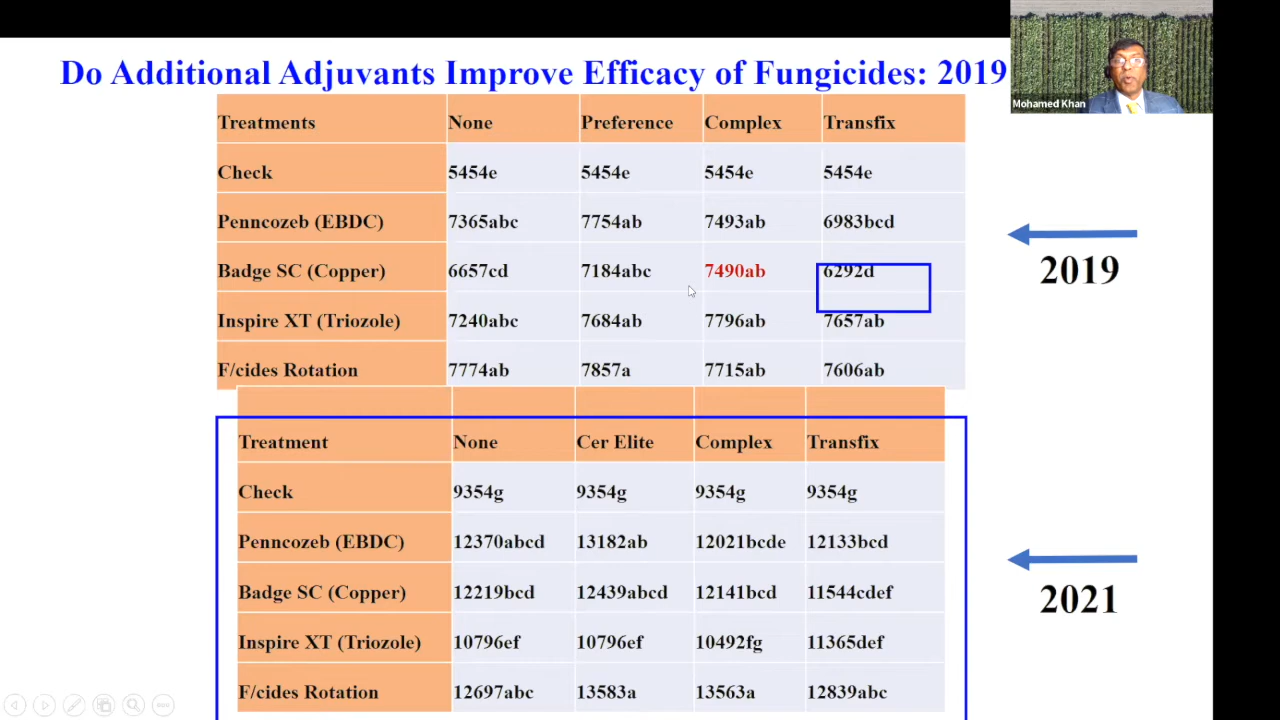 Do Additional Adjuvants Improve Efficacy of Fungicides: 2019
Mohamed Khan
Treatments None Preference Complex Transfix
Check 5454e 5454e 5454e 5454e
Penncozeb (EBDC) 7365abc 7754ab 7493ab 6983bcd
Badge SC (Copper) 6657cd 7184abc 7490ab 6292d
Inspire XT (Triozole) 7240abc 7684ab 7796ab 7657ab
F/cides Rotation 7774ab 7857a 7715ab 7606ab
2019
Treatment None Cer Elite Complex Transfix
Check 9354g 9354g 9354g 9354g
Penncozeb (EBDC) 12370abcd 13182ab 12021bcde 12133bcd
Badge SC (Copper) 12219bcd 12439abcd 12141bcd 11544cdef
Inspire XT (Triozole) 10796ef 10796ef 10492fg 11365def
F/cides Rotation 12697abc 13583a 13563a 12839abc
2021